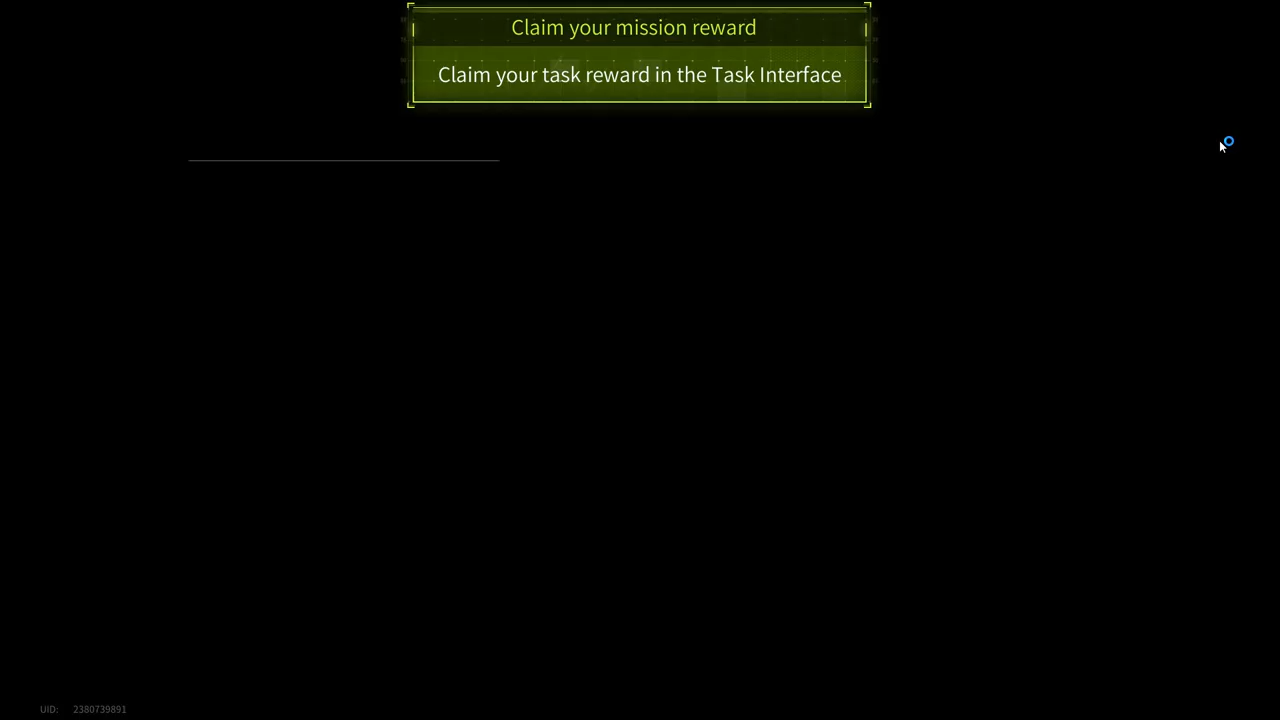 Claim your mission reward
Claim your task reward in the Task Interface
UID: 2380739891